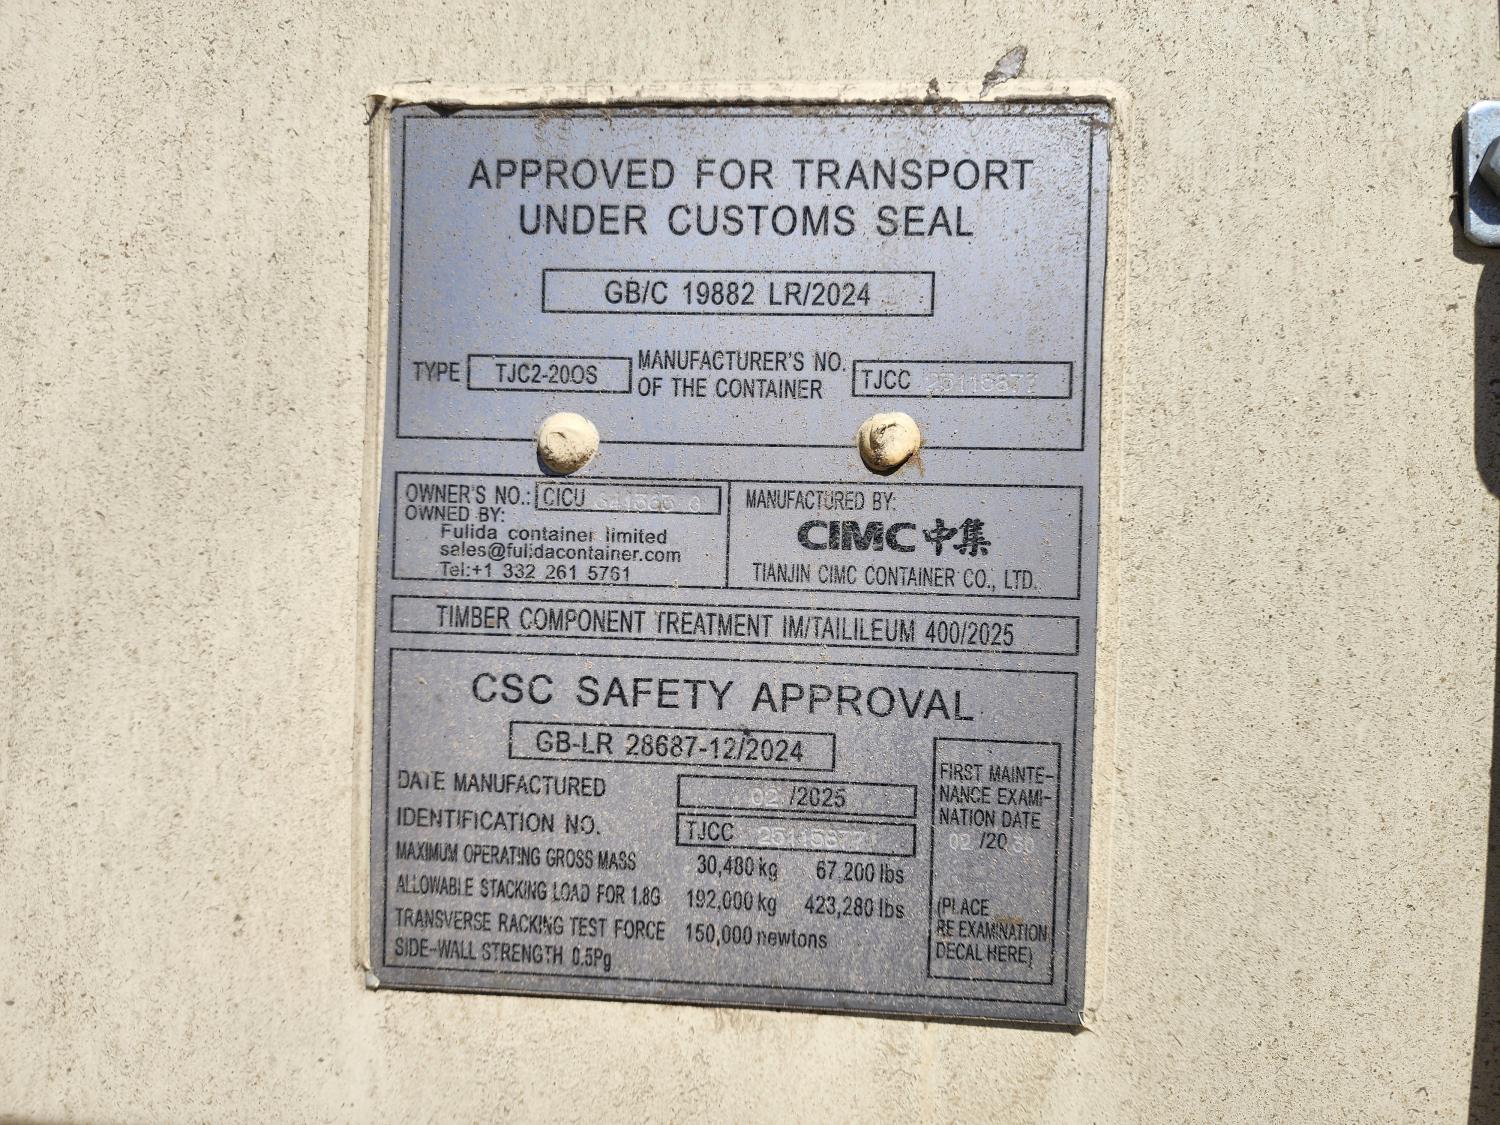 APPROVED FOR TRANSPORT
UNDER CUSTOMS SEAL
GB/C 19882 LR/2024
TYPE TJC2-20OS MANUFACTURER'S NO. OF THE CONTAINER TJCC
OWNER'S NO.: CICU
OWNED BY:
Fulida container limited
sales@fulidacontainer.com
Tel:+1 332 261 5761
MANUFACTURED BY:
CIMC中集
TIANJIN CIMC CONTAINER CO., LTD.
TIMBER COMPONENT TREATMENT IM/TAILILEUM 400/2025
CSC SAFETY APPROVAL
GB-LR 28687-12/2024
DATE MANUFACTURED 02 /2025
IDENTIFICATION NO. TJCC
MAXIMUM OPERATING GROSS MASS 30,480 kg 67,200 lbs
ALLOWABLE STACKING LOAD FOR 1.8G 192,000 kg 423,280 lbs
TRANSVERSE RACKING TEST FORCE 150,000 newtons
SIDE-WALL STRENGTH 0.5Pg
FIRST MAINTE-
NANCE EXAMI-
NATION DATE
02 /20 30
(PLACE
RE EXAMINATION
DECAL HERE)